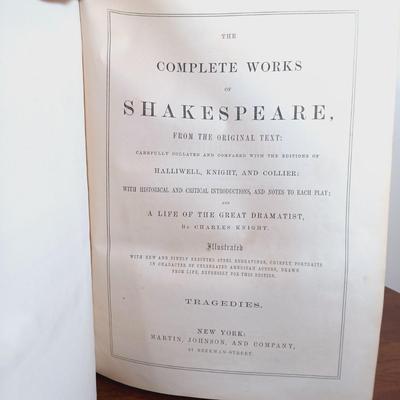 THE
COMPLETE WORKS
OF
SHAKESPEARE,
FROM THE ORIGINAL TEXT:
CAREFULLY COLLATED AND COMPARED WITH THE EDITIONS OF
HALLIWELL, KNIGHT, AND COLLIER:
WITH HISTORICAL AND CRITICAL INTRODUCTIONS, AND NOTES TO EACH PLAY;
AND
A LIFE OF THE GREAT DRAMATIST,
BY CHARLES KNIGHT.
Illustrated
WITH NEW AND FINELY EXECUTED STEEL ENGRAVINGS, CHIEFLY PORTRAITS
IN CHARACTER OF CELEBRATED AMERICAN ACTORS, DRAWN
FROM LIFE, EXPRESSLY FOR THIS EDITION.
TRAGEDIES.
NEW YORK:
MARTIN, JOHNSON, AND COMPANY,
BEEKMAN-STREET.